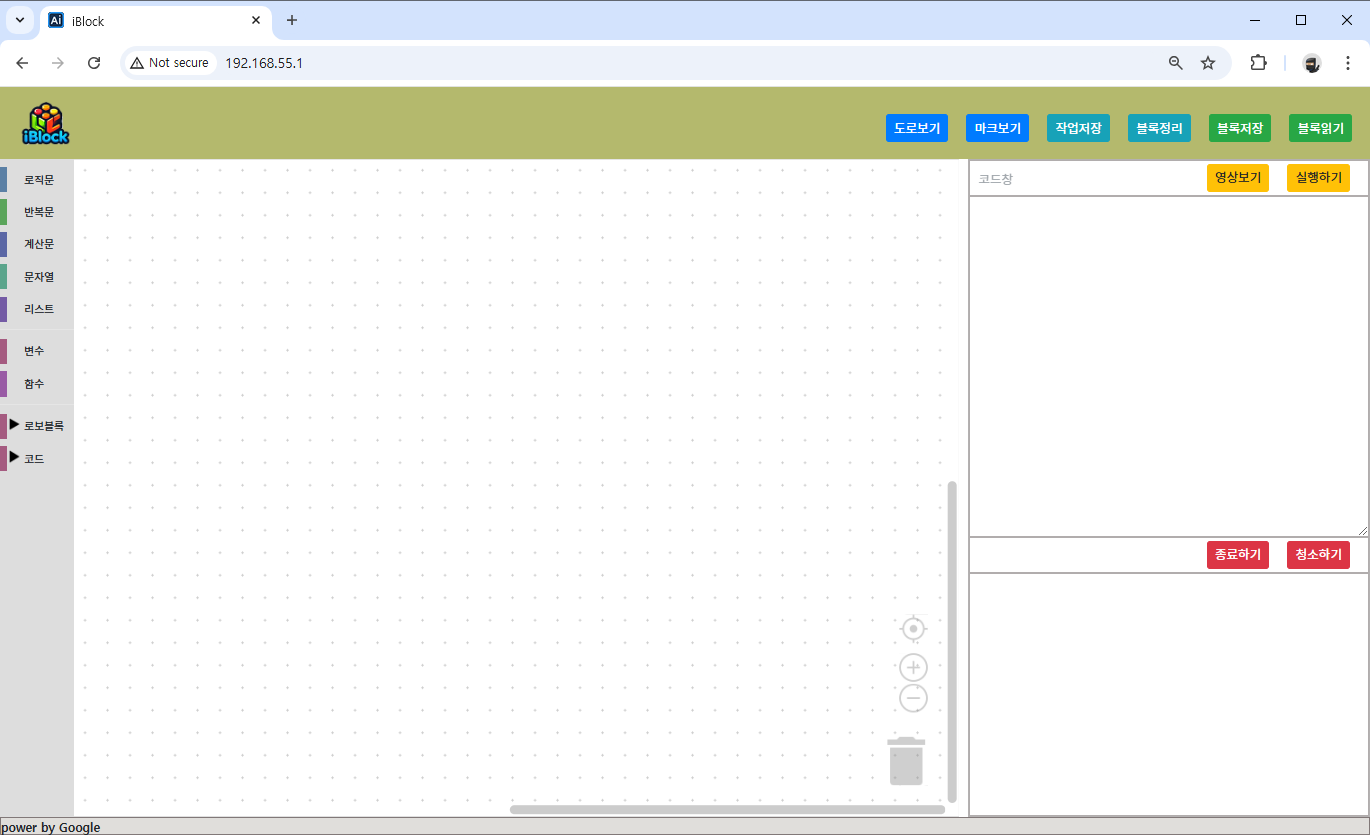 Ai iBlock
Not secure 192.168.55.1
iBlock 도로보기 마크보기 작업저장 블록정리 블록저장 블록읽기
로직문
반복문
계산문
문자열
리스트
변수
함수
로보블록
코드
코드창 영상보기 실행하기
종료하기 청소하기
power by Google